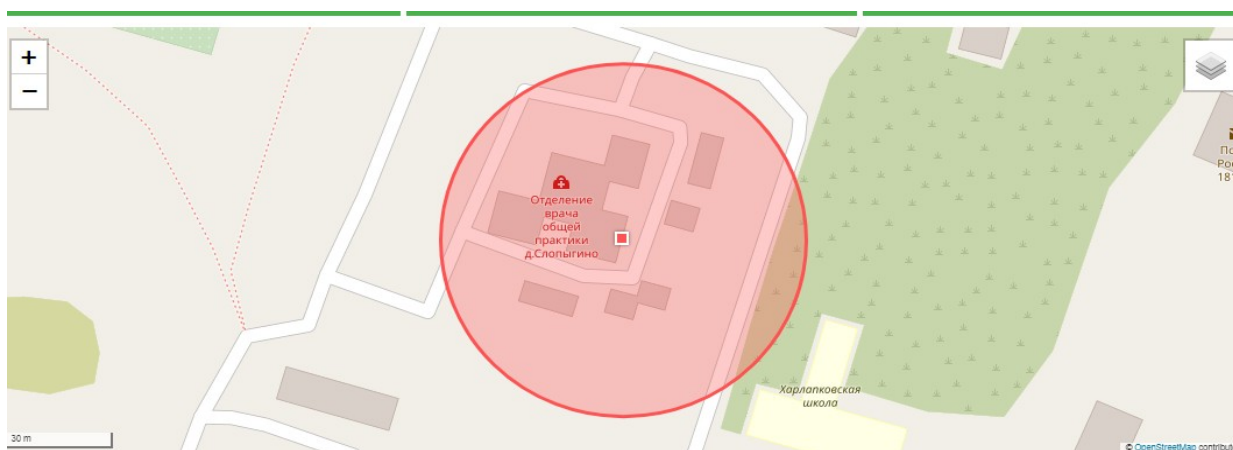 +
−
Отделение
врача
общей
практики
д.Слопыгино
Харлапковская
школа
30 m
© OpenStreetMap